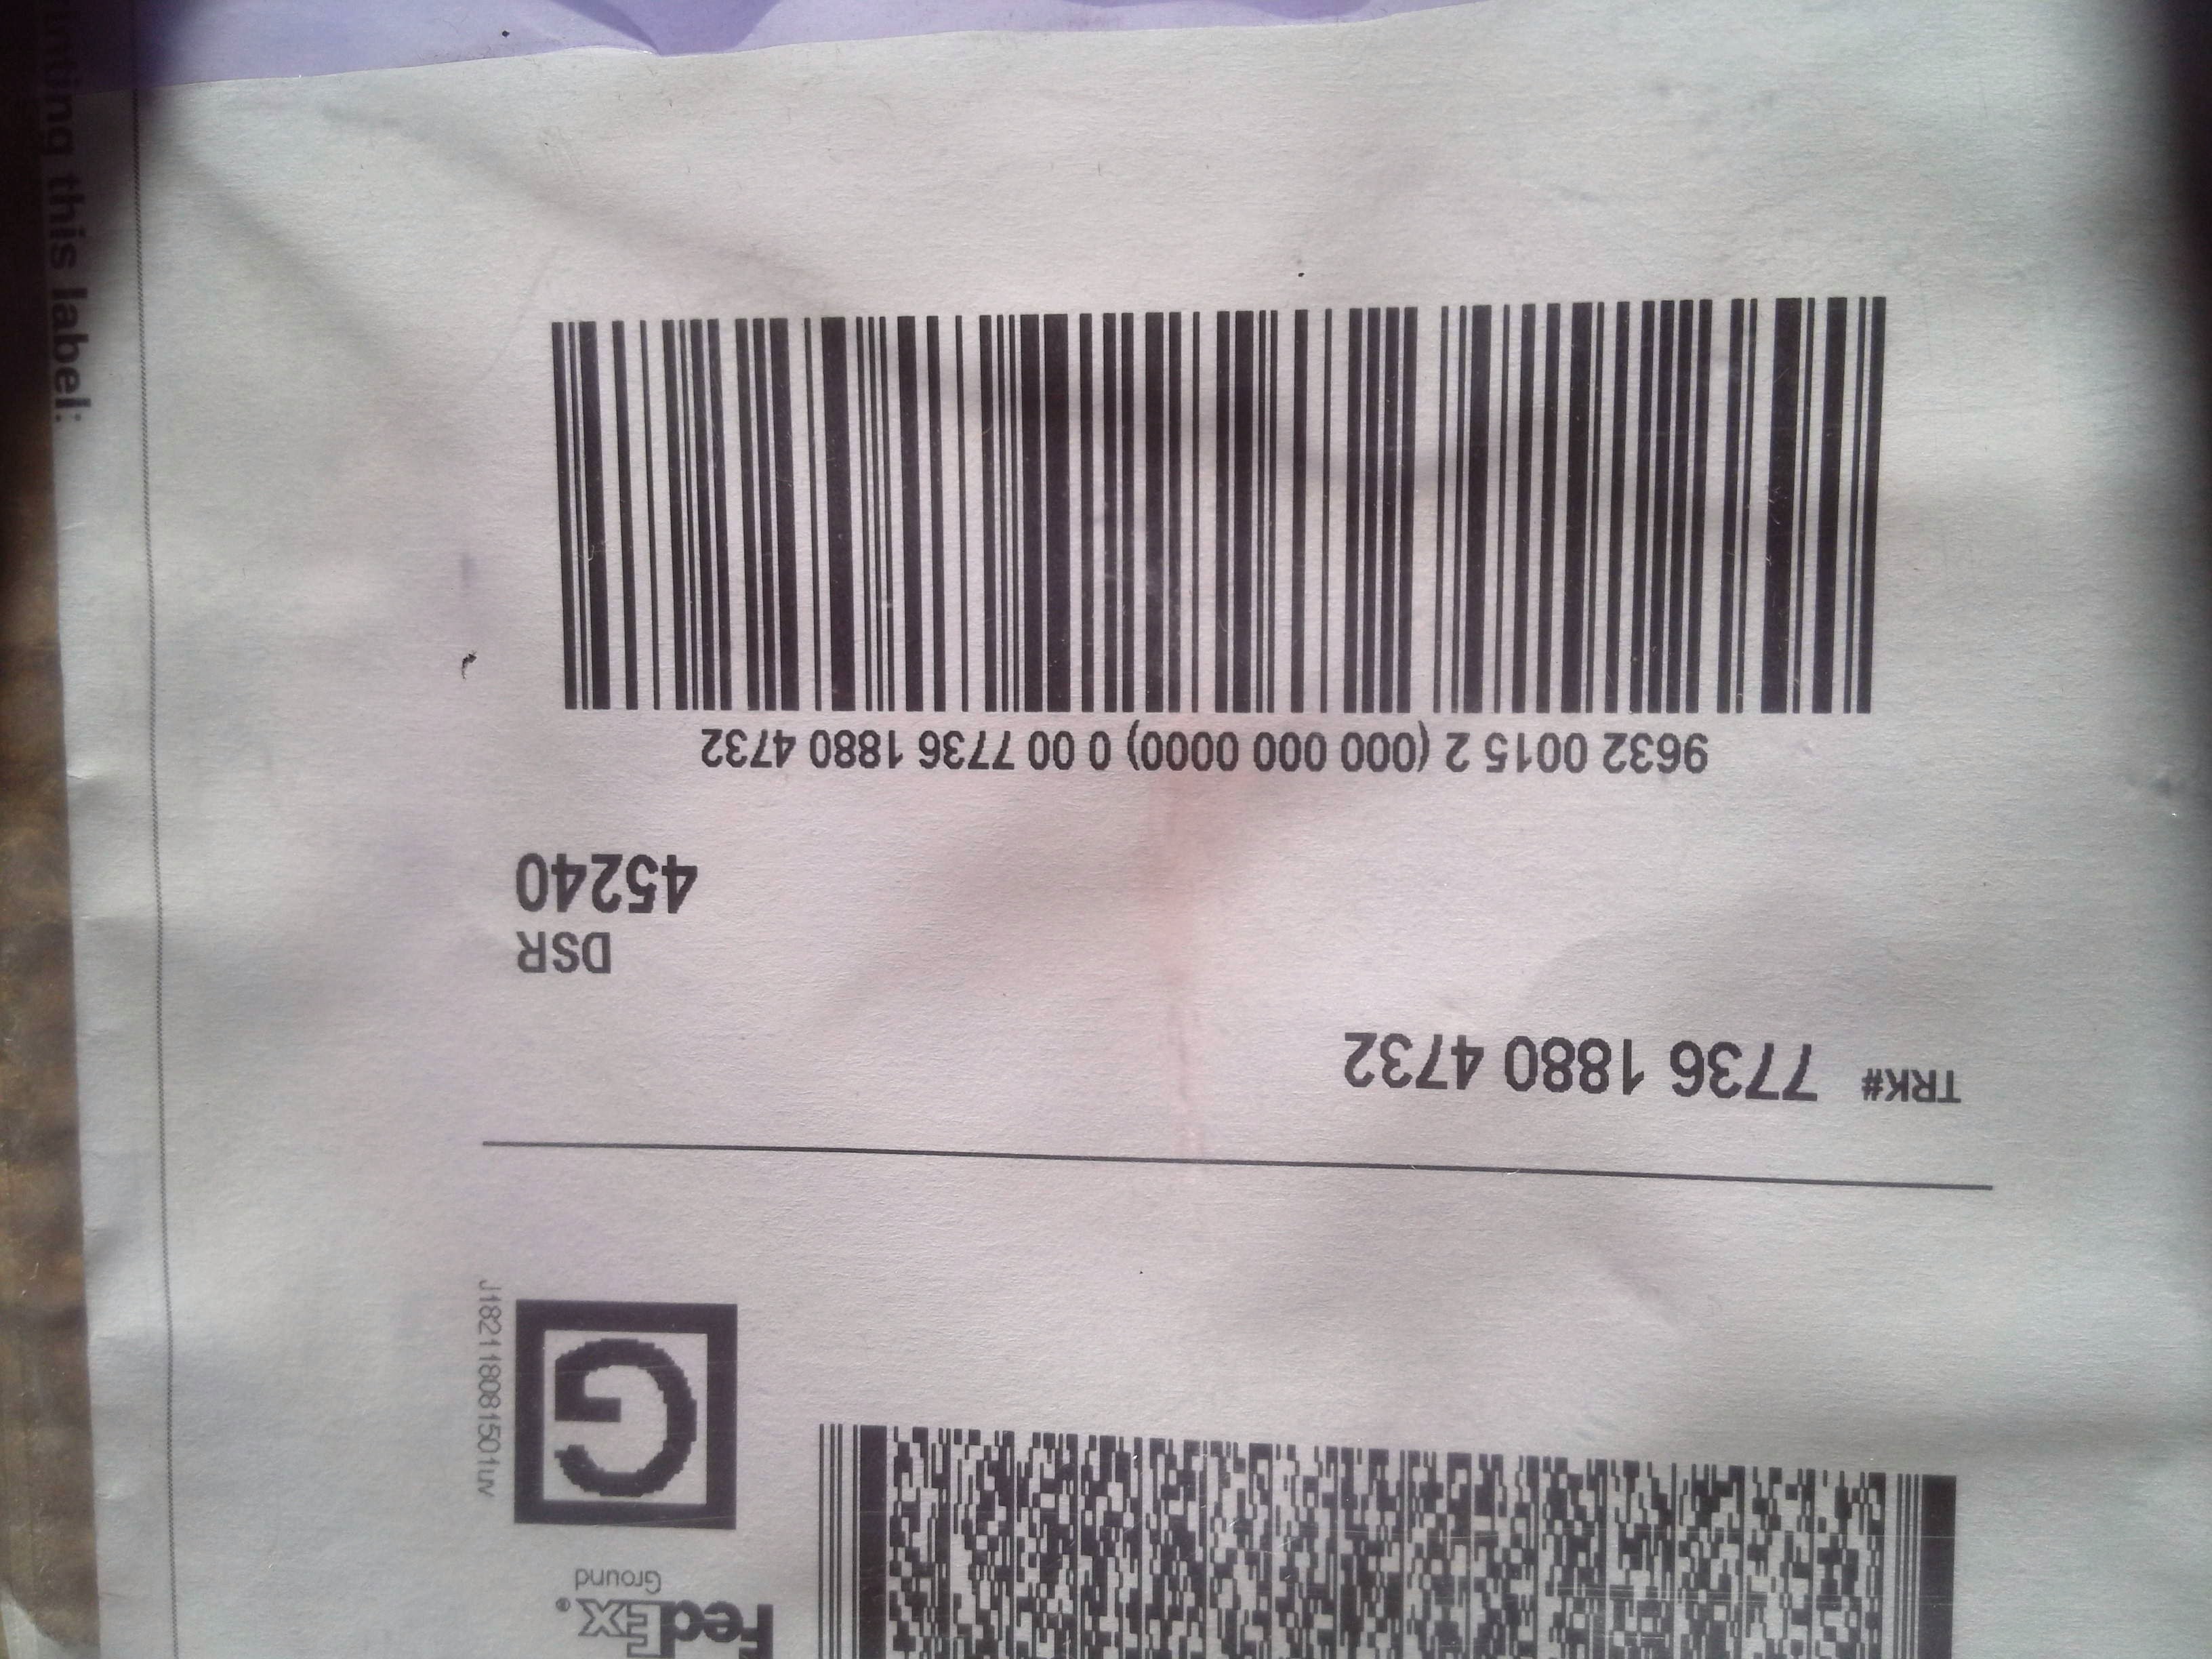 FedEx®
Ground
G
J182118081501uv
TRK# 7736 1880 4732
DSR
45240
9632 0015 2 (000 000 0000) 0 00 7736 1880 4732
this label: